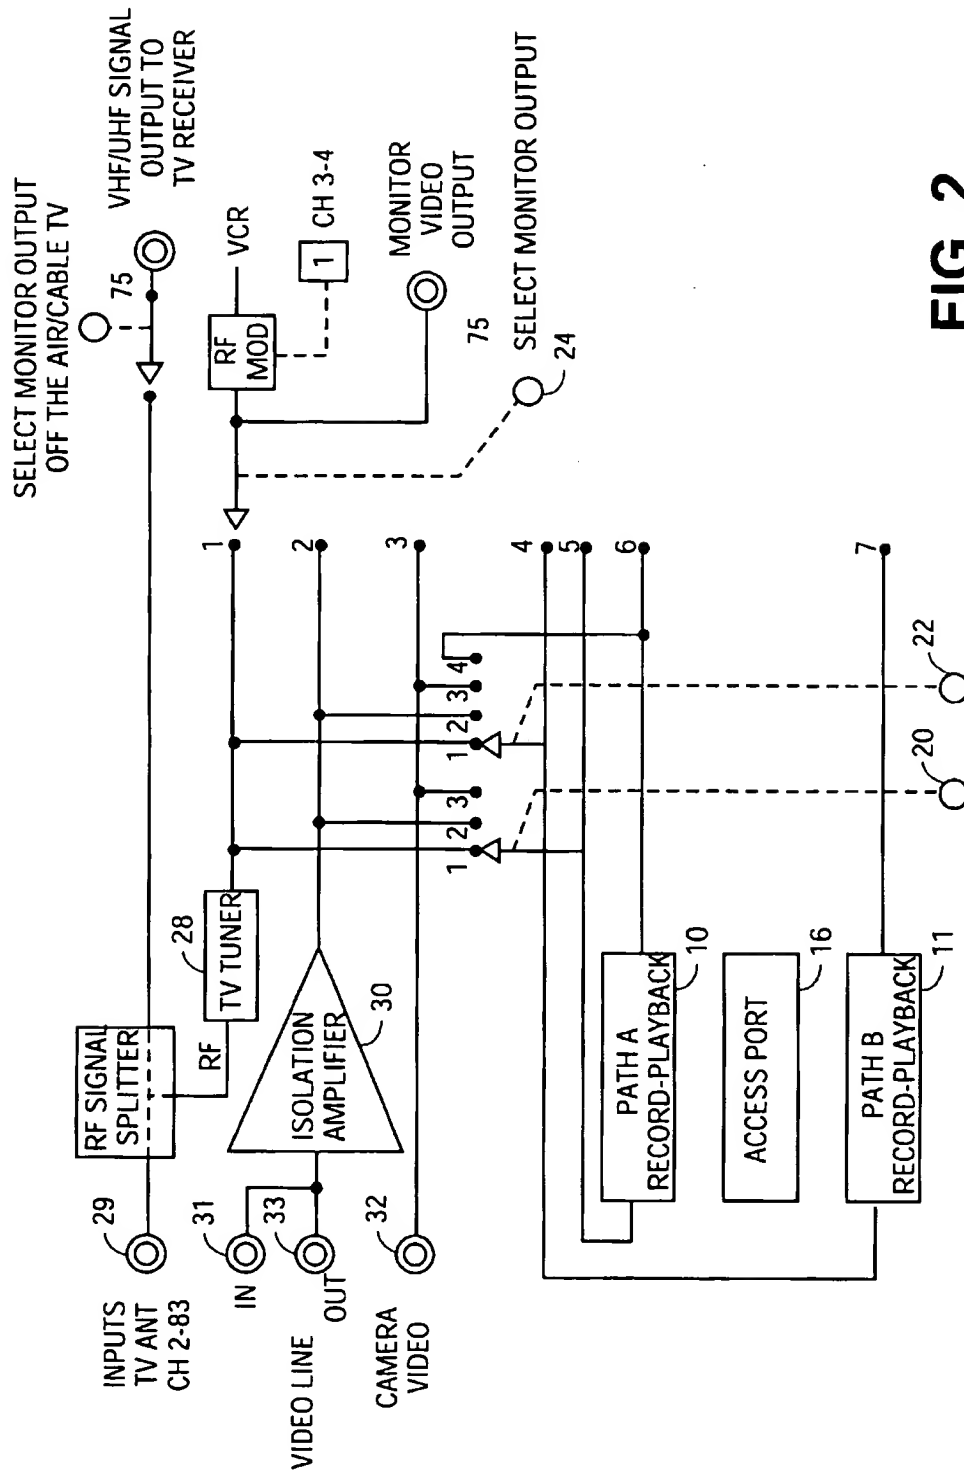 INPUTS
TV ANT
CH 2-83
29
RF SIGNAL
SPLITTER
RF
TV TUNER
28
SELECT MONITOR OUTPUT
OFF THE AIR/CABLE TV
75
VHF/UHF SIGNAL
OUTPUT TO
TV RECEIVER
VIDEO LINE
IN
31
OUT
33
ISOLATION
AMPLIFIER
30
CAMERA
VIDEO
32
1
2
3
4
5
6
7
RF
MOD
VCR
1
CH 3-4
MONITOR
VIDEO
OUTPUT
75
SELECT MONITOR OUTPUT
24
1
2
3
1
2
3
4
PATH A
RECORD-PLAYBACK
10
ACCESS PORT
16
PATH B
RECORD-PLAYBACK
11
20
22
FIG 2